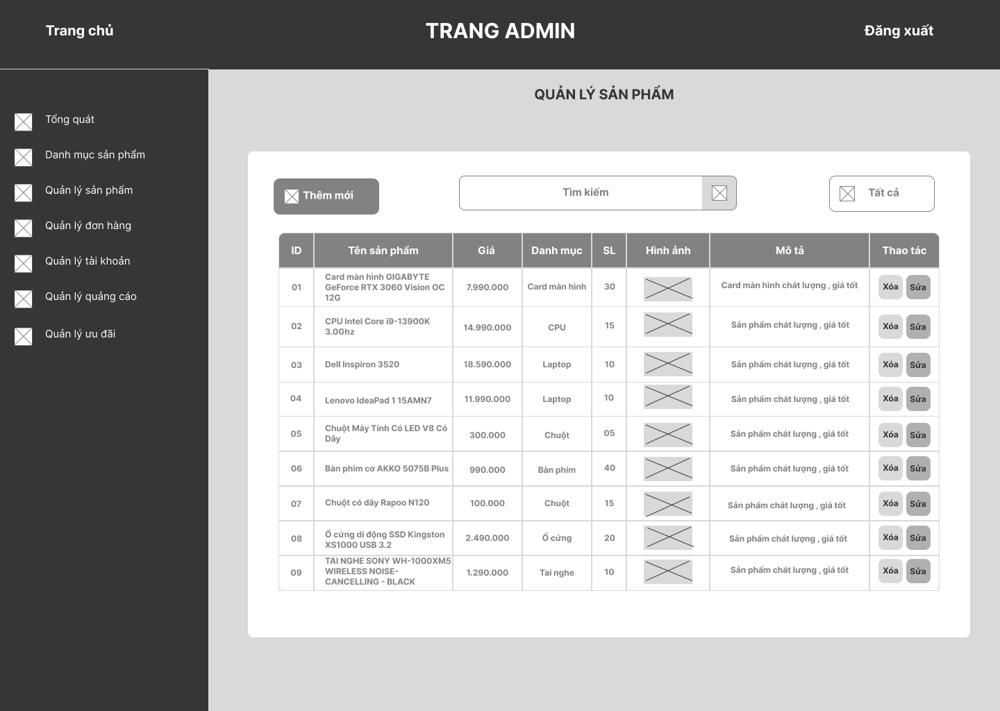 Trang chủ
TRANG ADMIN
Đăng xuất
QUẢN LÝ SẢN PHẨM
Tổng quát
Danh mục sản phẩm
Quản lý sản phẩm
Quản lý đơn hàng
Quản lý tài khoản
Quản lý quảng cáo
Quản lý ưu đãi
Thêm mới
Tìm kiếm
Tất cả
ID Tên sản phẩm Giá Danh mục SL Hình ảnh Mô tả Thao tác
01 Card màn hình GIGABYTE
GeForce RTX 3060 Vision OC
12G
7.990.000 Card màn hình 30 Card màn hình chát lượng , giá tốt Xóa Sửa
02 CPU Intel Core i9-13900K
3.0Ghz
14.990.000 CPU 15 Sản phẩm chát lượng , giá tốt Xóa Sửa
03 Dell Inspiron 3520 18.590.000 Laptop 10 Sản phẩm chát lượng , giá tốt Xóa Sửa
04 Lenovo IdeaPad 1 15AMN7 11.990.000 Laptop 10 Sản phẩm chát lượng , giá tốt Xóa Sửa
05 Chuột Máy Tính Có LED V8 Có
Dây
300.000 Chuột 05 Sản phẩm chát lượng , giá tốt Xóa Sửa
06 Bàn phím cơ AKKO 5075B Plus 990.000 Bàn phím 40 Sản phẩm chát lượng , giá tốt Xóa Sửa
07 Chuột có dây Rapoo N120 100.000 Chuột 15 Sản phẩm chát lượng , giá tốt Xóa Sửa
08 Ổ cứng di động SSD Kingston
XS1000 USB 3.2
2.490.000 Ổ cứng 20 Sản phẩm chát lượng , giá tốt Xóa Sửa
09 TAI NGHE SONY WH-1000XM5
WIRELESS NOISE-
CANCELLING - BLACK
1.290.000 Tai nghe 10 Sản phẩm chát lượng , giá tốt Xóa Sửa